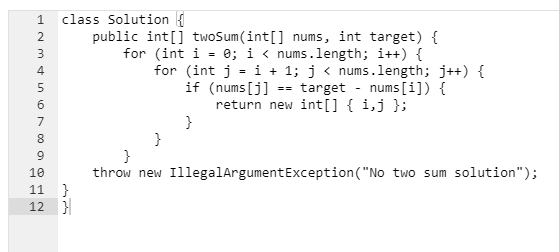 1 class Solution {
2     public int[] twoSum(int[] nums, int target) {
3         for (int i = 0; i < nums.length; i++) {
4             for (int j = i + 1; j < nums.length; j++) {
5                 if (nums[j] == target - nums[i]) {
6                     return new int[] { i,j };
7                 }
8             }
9         }
10     throw new IllegalArgumentException("No two sum solution");
11 }
12 }